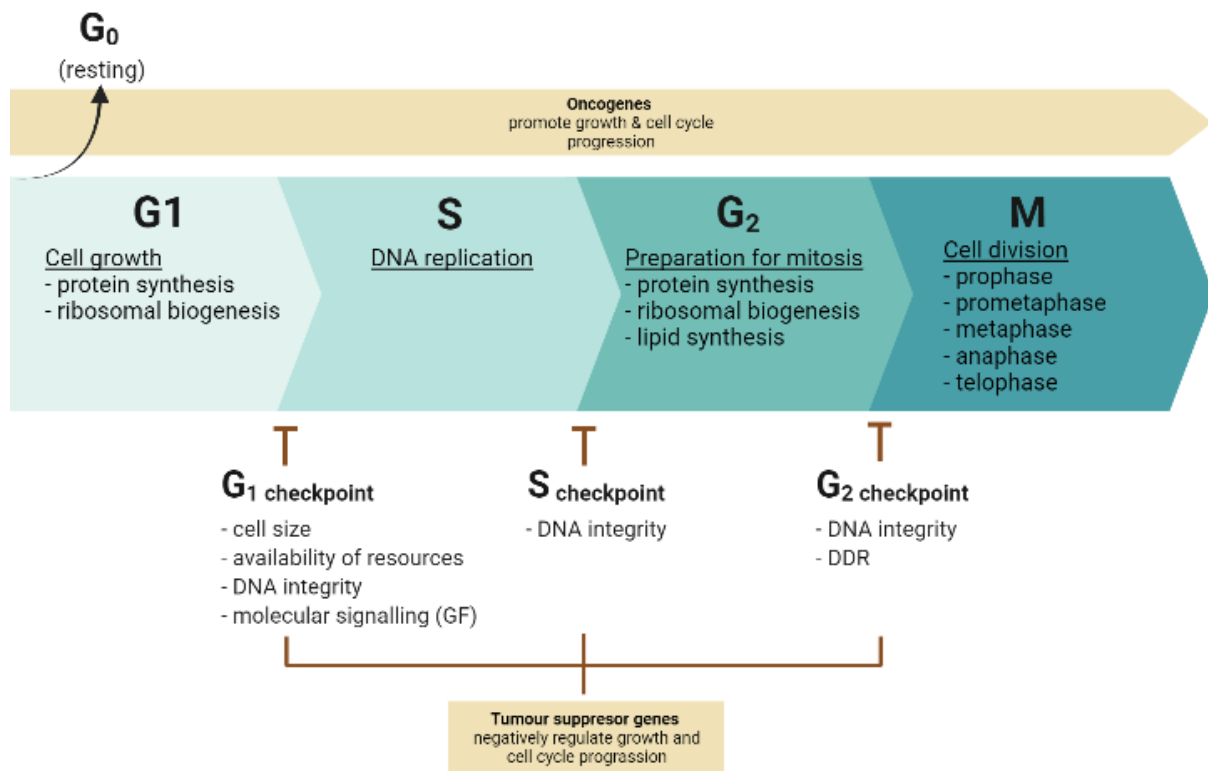 G0
(resting)
Oncogenes
promote growth & cell cycle
progression
G1
Cell growth
- protein synthesis
- ribosomal biogenesis
S
DNA replication
G2
Preparation for mitosis
- protein synthesis
- ribosomal biogenesis
- lipid synthesis
M
Cell division
- prophase
- prometaphase
- metaphase
- anaphase
- telophase
G1 checkpoint
- cell size
- availability of resources
- DNA integrity
- molecular signalling (GF)
S checkpoint
- DNA integrity
G2 checkpoint
- DNA integrity
- DDR
Tumour suppresor genes
negatively regulate growth and
cell cycle prograssion